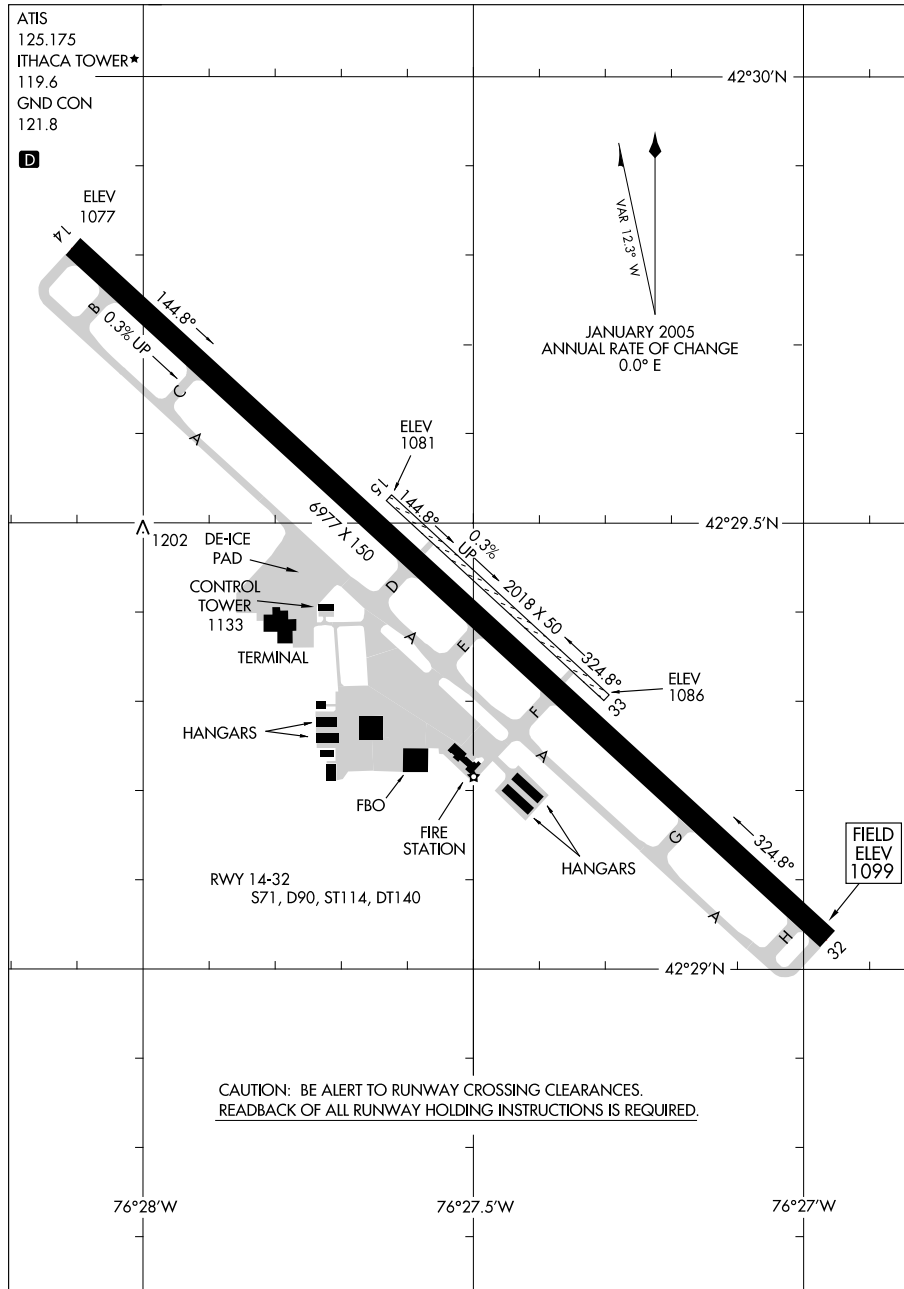 ATIS
125.175
ITHACA TOWER★
119.6
GND CON
121.8
D
42°30'N
VAR 12.3° W
JANUARY 2005
ANNUAL RATE OF CHANGE
0.0° E
ELEV
1077
14
144.8°
B
0.3% UP
C
A
ELEV
1081
15
144.8°
0.3%
UP
6977 X 150
2018 X 50
324.8°
42°29.5'N
1202
DE-ICE
PAD
CONTROL
TOWER
1133
TERMINAL
D
A
E
ELEV
1086
33
F
A
HANGARS
FBO
FIRE
STATION
HANGARS
G
324.8°
FIELD
ELEV
1099
A
H
32
RWY 14-32
S71, D90, ST114, DT140
42°29'N
CAUTION: BE ALERT TO RUNWAY CROSSING CLEARANCES.
READBACK OF ALL RUNWAY HOLDING INSTRUCTIONS IS REQUIRED.
76°28'W
76°27.5'W
76°27'W